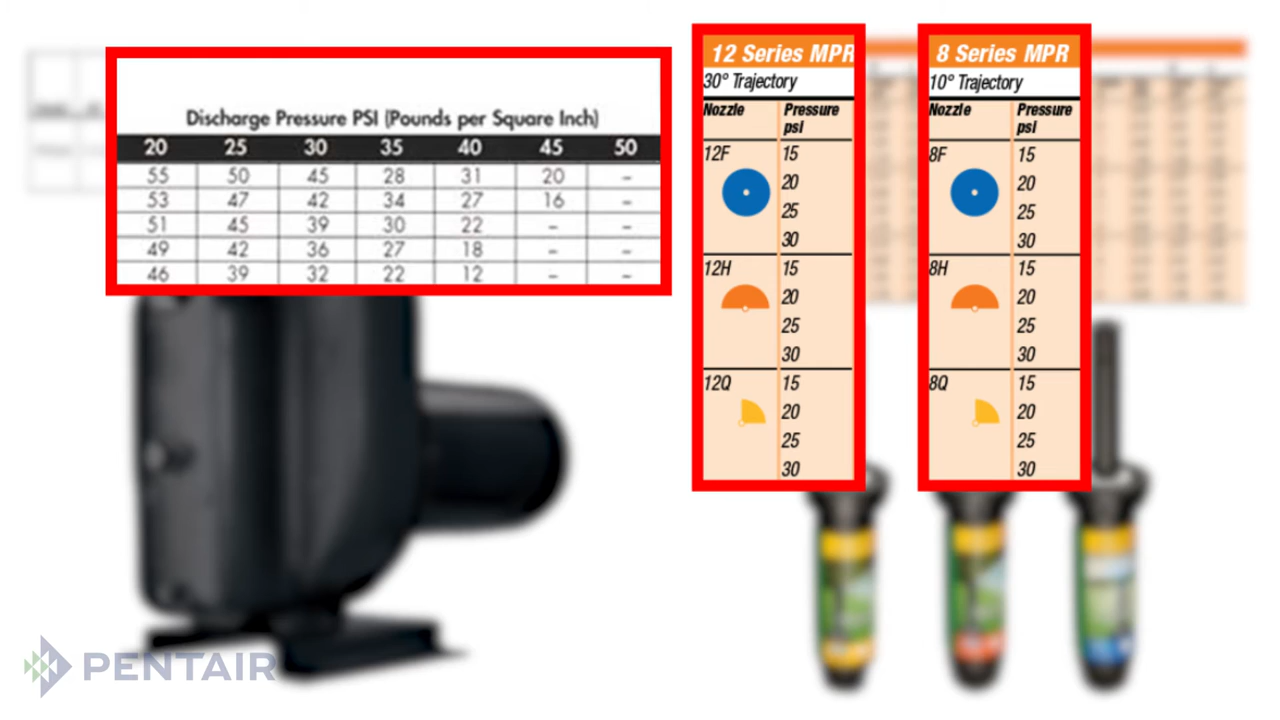 Discharge Pressure PSI (Pounds per Square Inch)
20 25 30 35 40 45 50
55 50 45 28 31 20 –
53 47 42 34 27 16 –
51 45 39 30 22 – –
49 42 36 27 18 – –
46 39 32 22 12 – –
12 Series MPR
30° Trajectory
Nozzle Pressure
psi
12F 15
20
25
30
12H 15
20
25
30
12Q 15
20
25
30
8 Series MPR
10° Trajectory
Nozzle Pressure
psi
8F 15
20
25
30
8H 15
20
25
30
8Q 15
20
25
30
PENTAIR